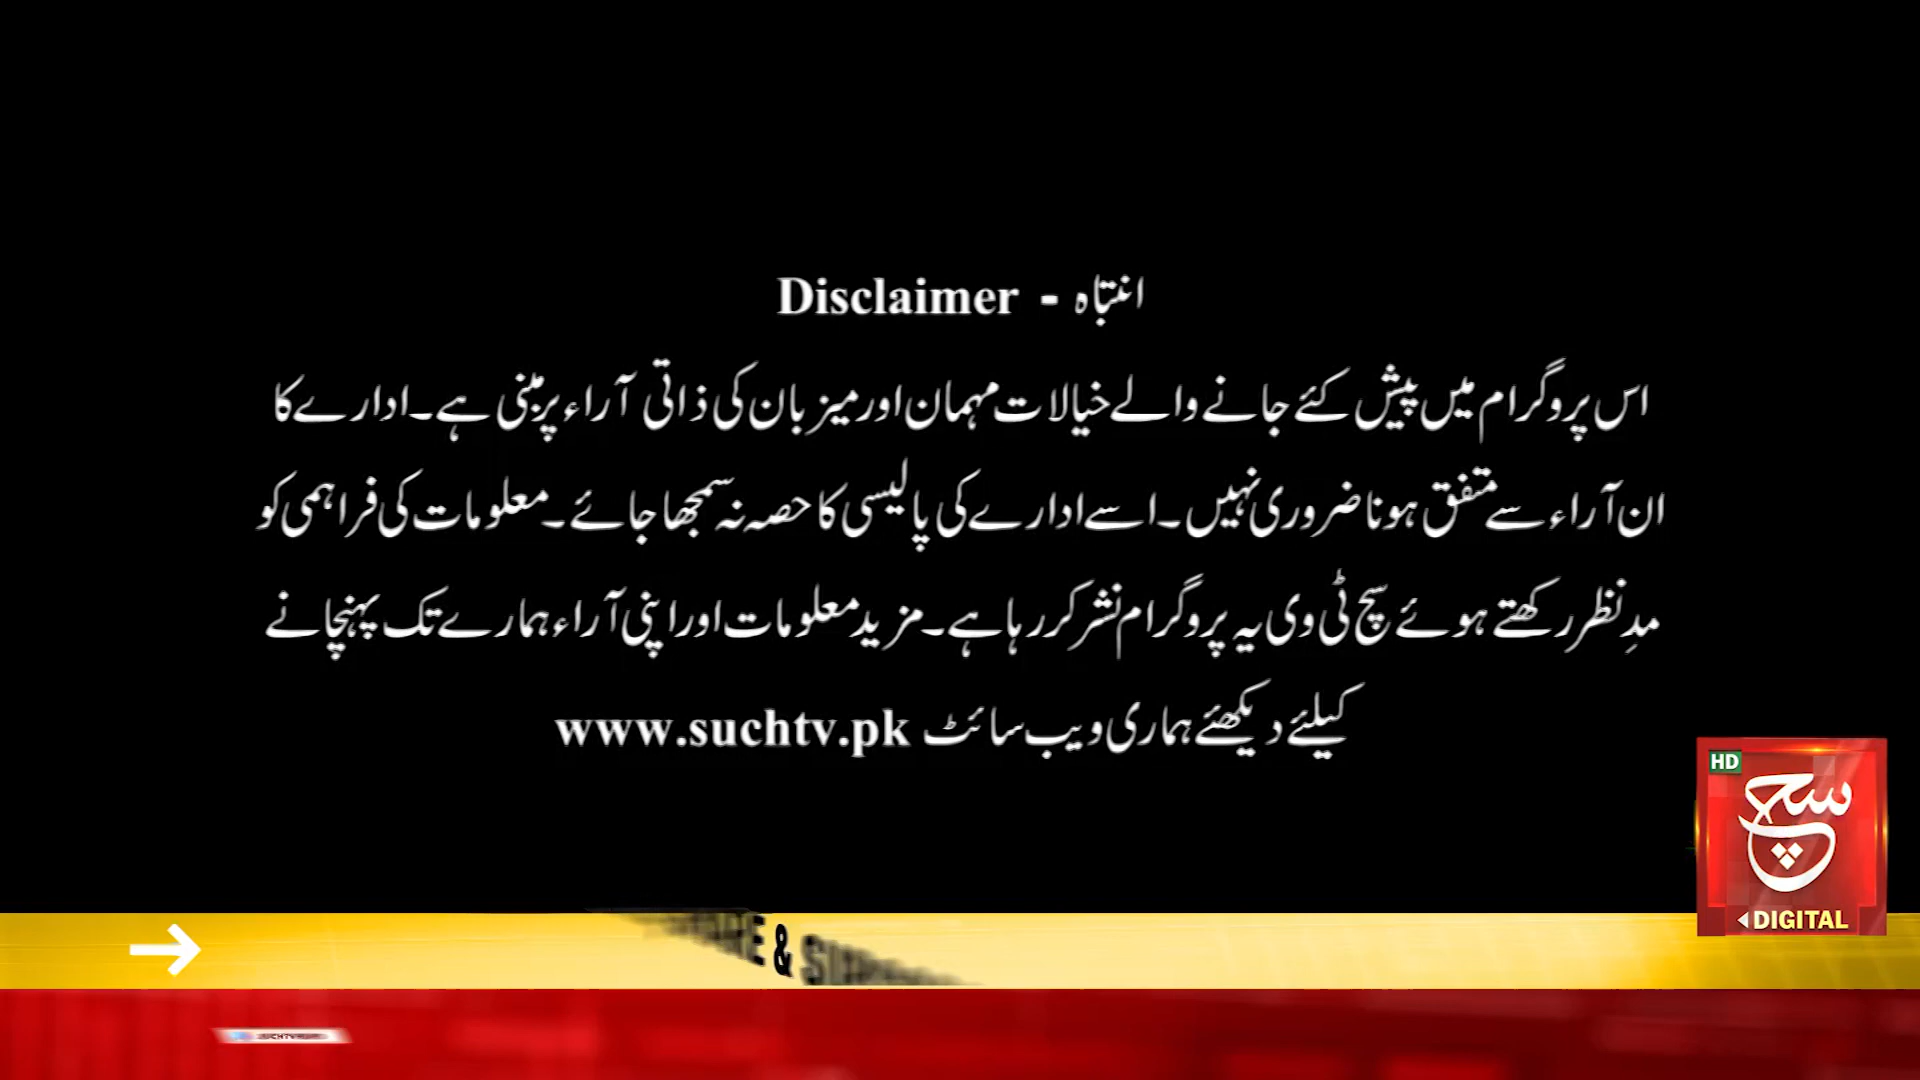 انتباہ - Disclaimer
اس پروگرام میں پیش کئے جانے والے خیالات مہمان اور میزبان کی ذاتی آراء پر مبنی ہے۔ ادارے کا
ان آراء سے متفق ہونا ضروری نہیں۔ اسے ادارے کی پالیسی کا حصہ نہ سمجھا جائے۔ معلومات کی فراہمی کو
مدِنظر رکھتے ہوئے سچ ٹی وی یہ پروگرام نشر کر رہا ہے۔ مزید معلومات اور اپنی آراء ہمارے تک پہنچانے
کیلئے دیکھئے ہماری ویب سائٹ www.suchtv.pk
HD
سچ
DIGITAL
&